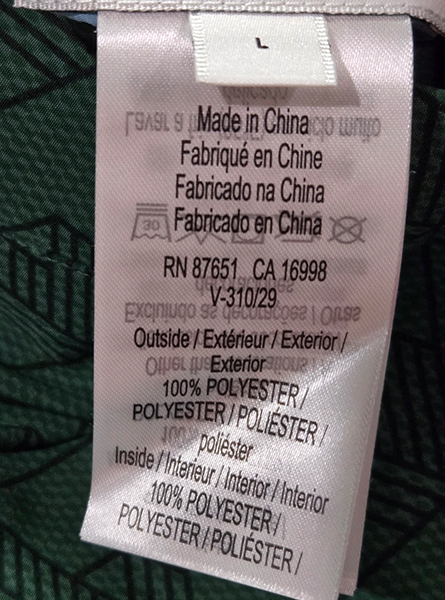 L
Made in China
Fabriqué en Chine
Fabricado na China
Fabricado en China
RN 87651 CA 16998
V-310/29
Outside / Extérieur / Exterior /
Exterior
100% POLYESTER /
POLYESTER / POLIÉSTER /
poliéster
Inside / Interieur / Interior / Interior
100% POLYESTER /
POLYESTER / POLIÉSTER /